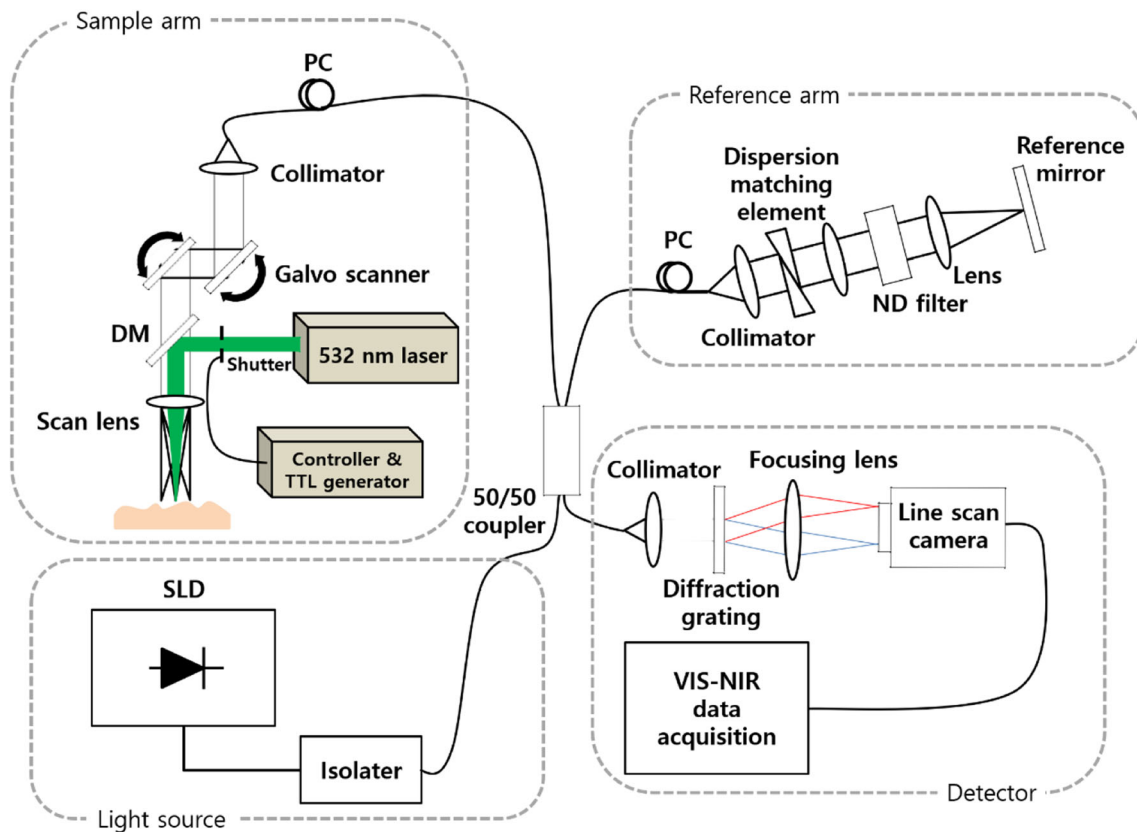 Sample arm
PC
Collimator
Galvo scanner
DM
Shutter
532 nm laser
Scan lens
Controller &
TTL generator
Reference arm
Dispersion
matching
element
Reference
mirror
PC
Lens
ND filter
Collimator
50/50
coupler
Collimator
Focusing lens
Line scan
camera
Diffraction
grating
VIS-NIR
data
acquisition
Detector
SLD
Isolater
Light source